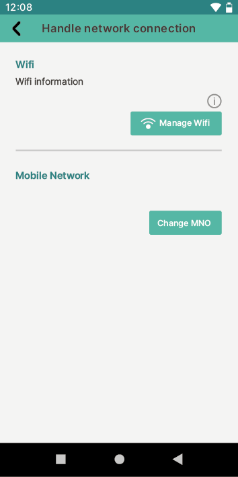 12:08
Handle network connection
Wifi
Wifi information
Manage Wifi
Mobile Network
Change MNO